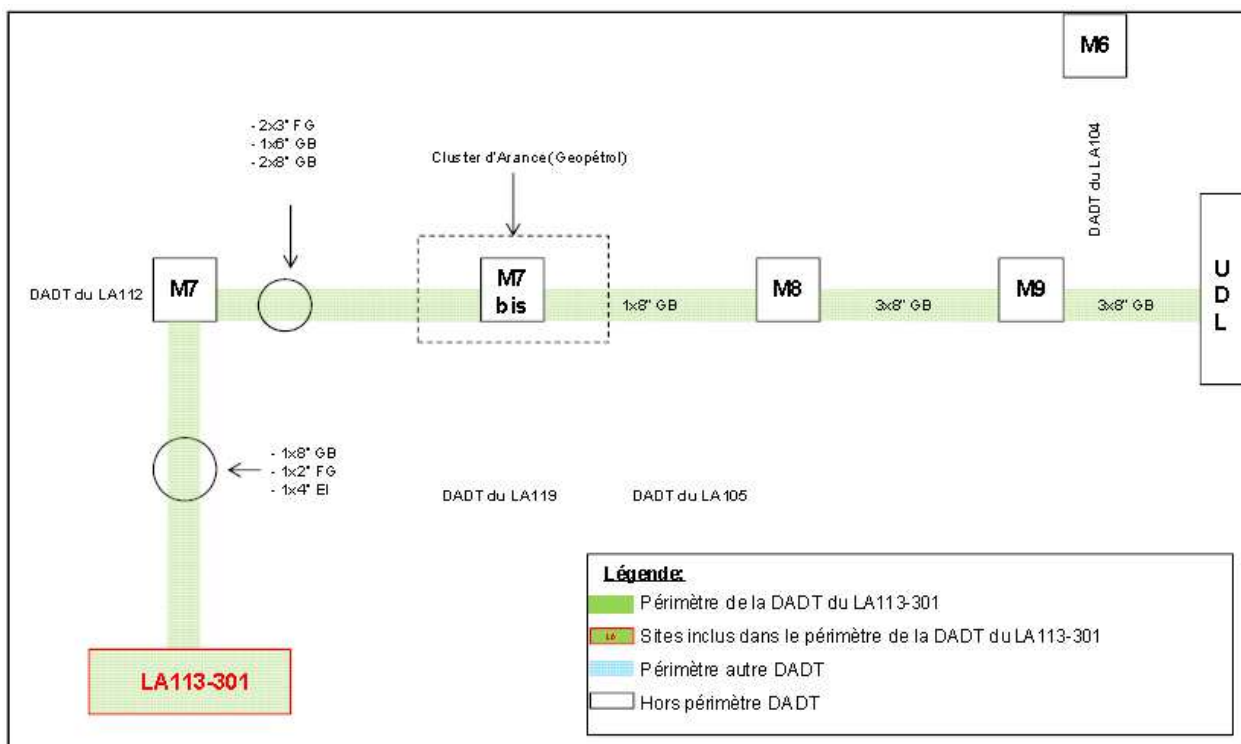 M6
- 2x3" FG
- 1x6" GB
- 2x8" GB
Cluster d'Arance(Geopétrol)
DADT du LA104
DADT du LA112
M7
M7
bis
1x8" GB
M8
3x8" GB
M9
3x8" GB
U
D
L
- 1x8" GB
- 1x2" FG
- 1x4" EI
DADT du LA119
DADT du LA105
LA113-301
Légende:
Périmètre de la DADT du LA113-301
Sites inclus dans le périmètre de la DADT du LA113-301
Périmètre autre DADT
Hors périmètre DADT